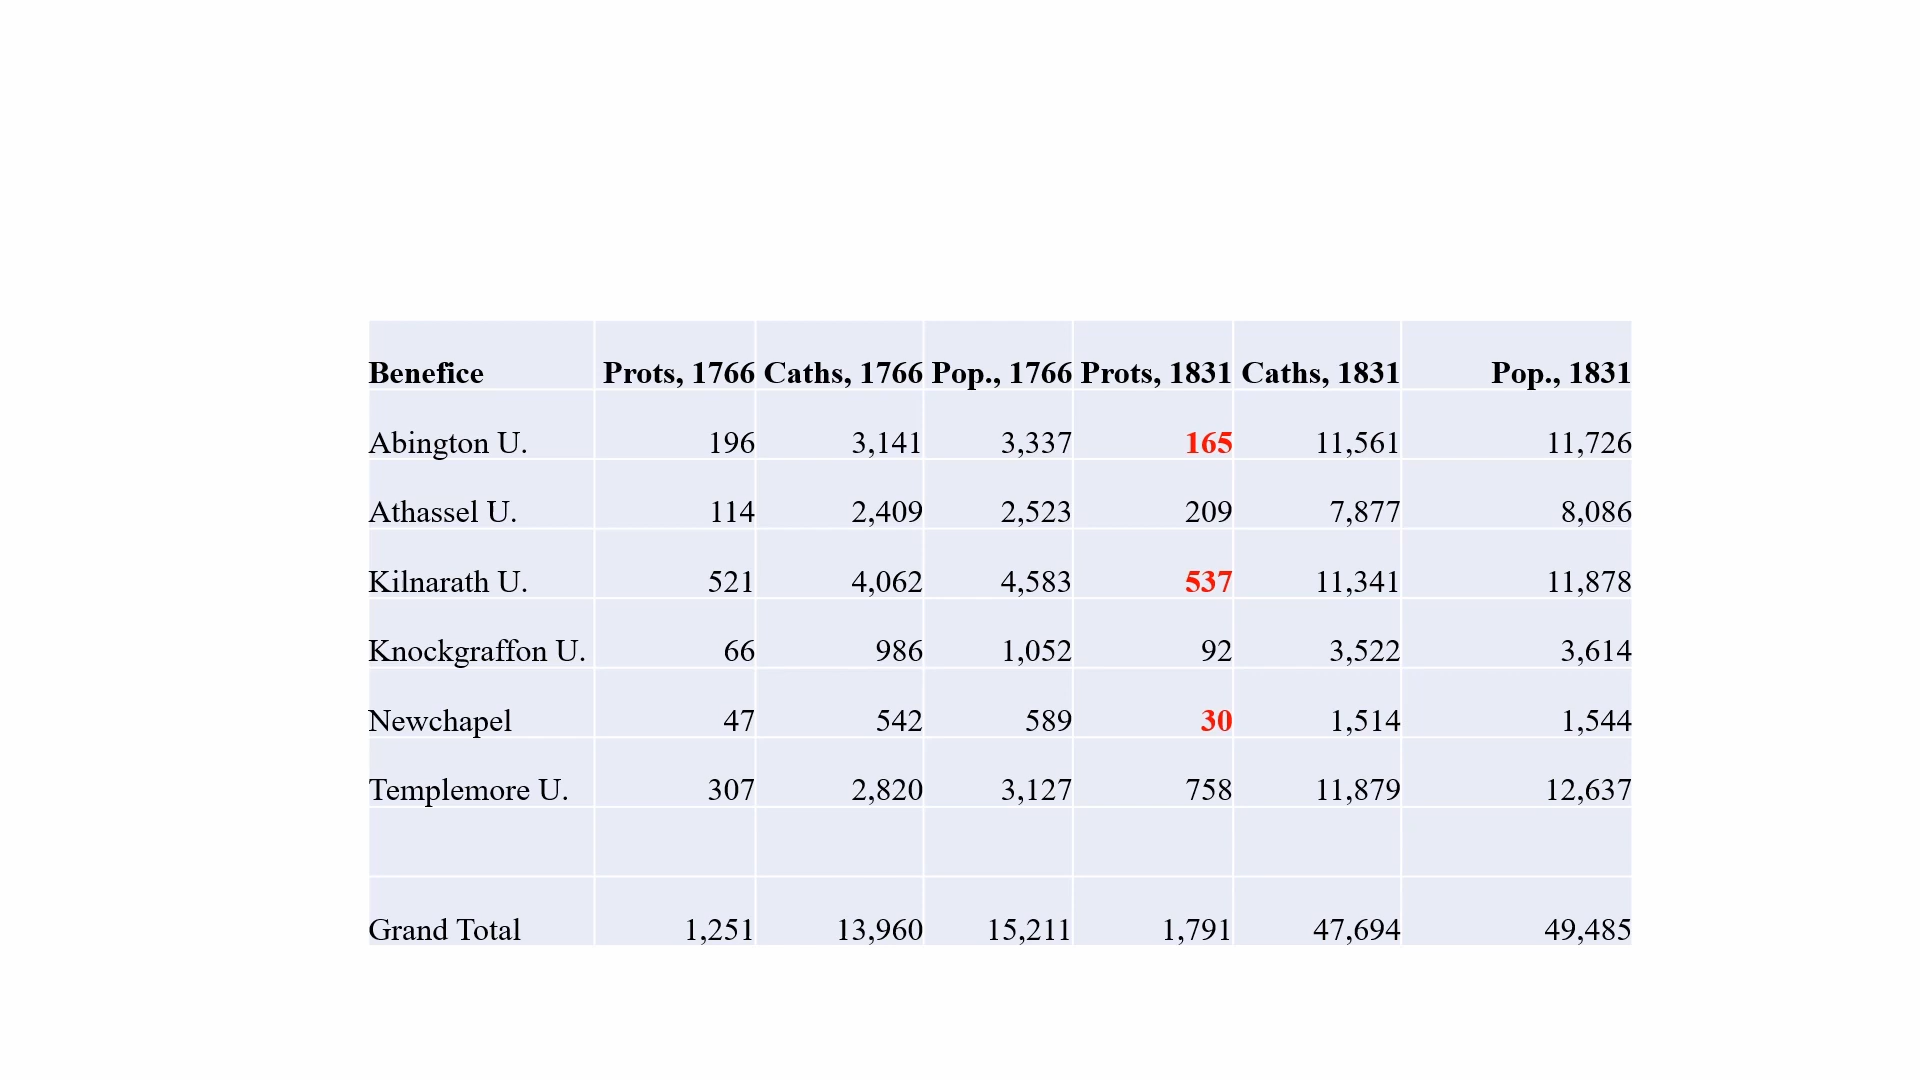 Benefice Prots, 1766 Caths, 1766 Pop., 1766 Prots, 1831 Caths, 1831 Pop., 1831
Abington U. 196 3,141 3,337 165 11,561 11,726
Athassel U. 114 2,409 2,523 209 7,877 8,086
Kilnarath U. 521 4,062 4,583 537 11,341 11,878
Knockgraffon U. 66 986 1,052 92 3,522 3,614
Newchapel 47 542 589 30 1,514 1,544
Templemore U. 307 2,820 3,127 758 11,879 12,637
Grand Total 1,251 13,960 15,211 1,791 47,694 49,485